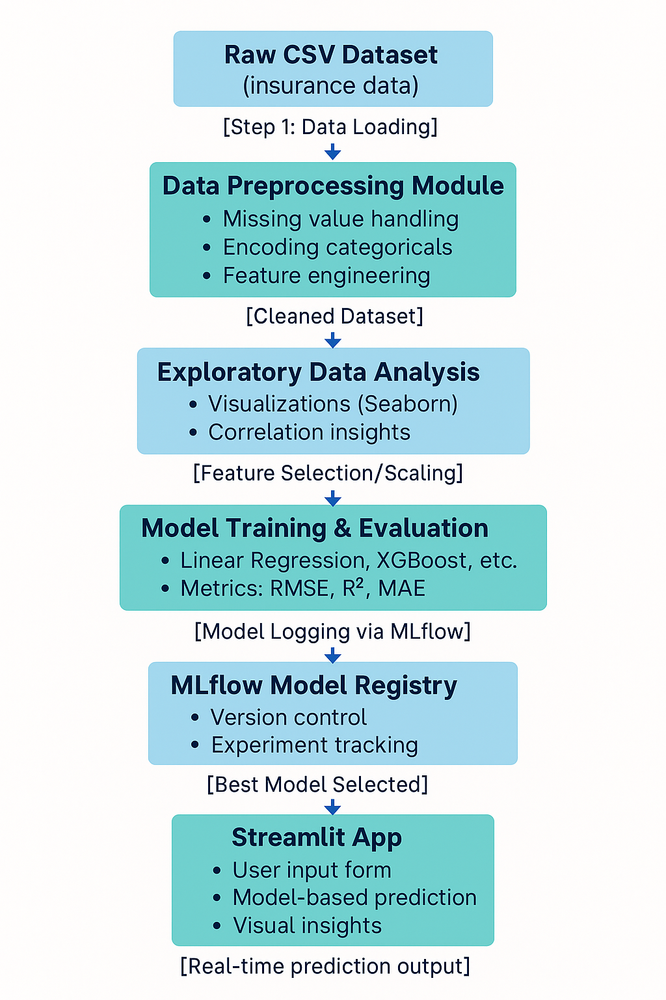 Raw CSV Dataset
(insurance data)
[Step 1: Data Loading]
Data Preprocessing Module
• Missing value handling
• Encoding categoricals
• Feature engineering
[Cleaned Dataset]
Exploratory Data Analysis
• Visualizations (Seaborn)
• Correlation insights
[Feature Selection/Scaling]
Model Training & Evaluation
• Linear Regression, XGBoost, etc.
• Metrics: RMSE, R², MAE
[Model Logging via MLflow]
MLflow Model Registry
• Version control
• Experiment tracking
[Best Model Selected]
Streamlit App
• User input form
• Model-based prediction
• Visual insights
[Real-time prediction output]